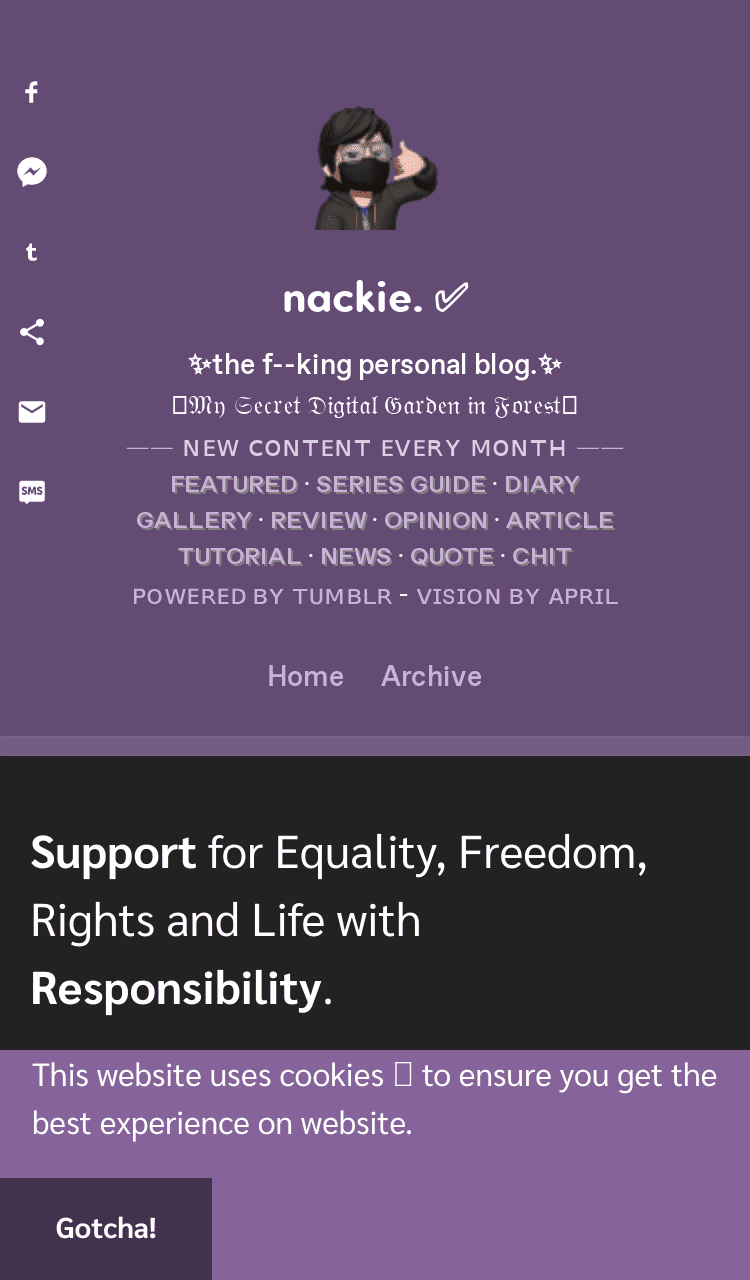 nackie. ✅
✨the f--king personal blog.✨
𝔐𝔶 𝔖𝔢𝔠𝔯𝔢𝔱 𝔇𝔦𝔤𝔦𝔱𝔞𝔩 𝔊𝔞𝔯𝔡𝔢𝔫 𝔦𝔫 𝔉𝔬𝔯𝔢𝔰𝔱
—— NEW CONTENT EVERY MONTH ——
FEATURED · SERIES GUIDE · DIARY
GALLERY · REVIEW · OPINION · ARTICLE
TUTORIAL · NEWS · QUOTE · CHIT
POWERED BY TUMBLR - VISION BY APRIL
Home Archive
SMS
Support for Equality, Freedom,
Rights and Life with
Responsibility.
This website uses cookies to ensure you get the
best experience on website.
Gotcha!